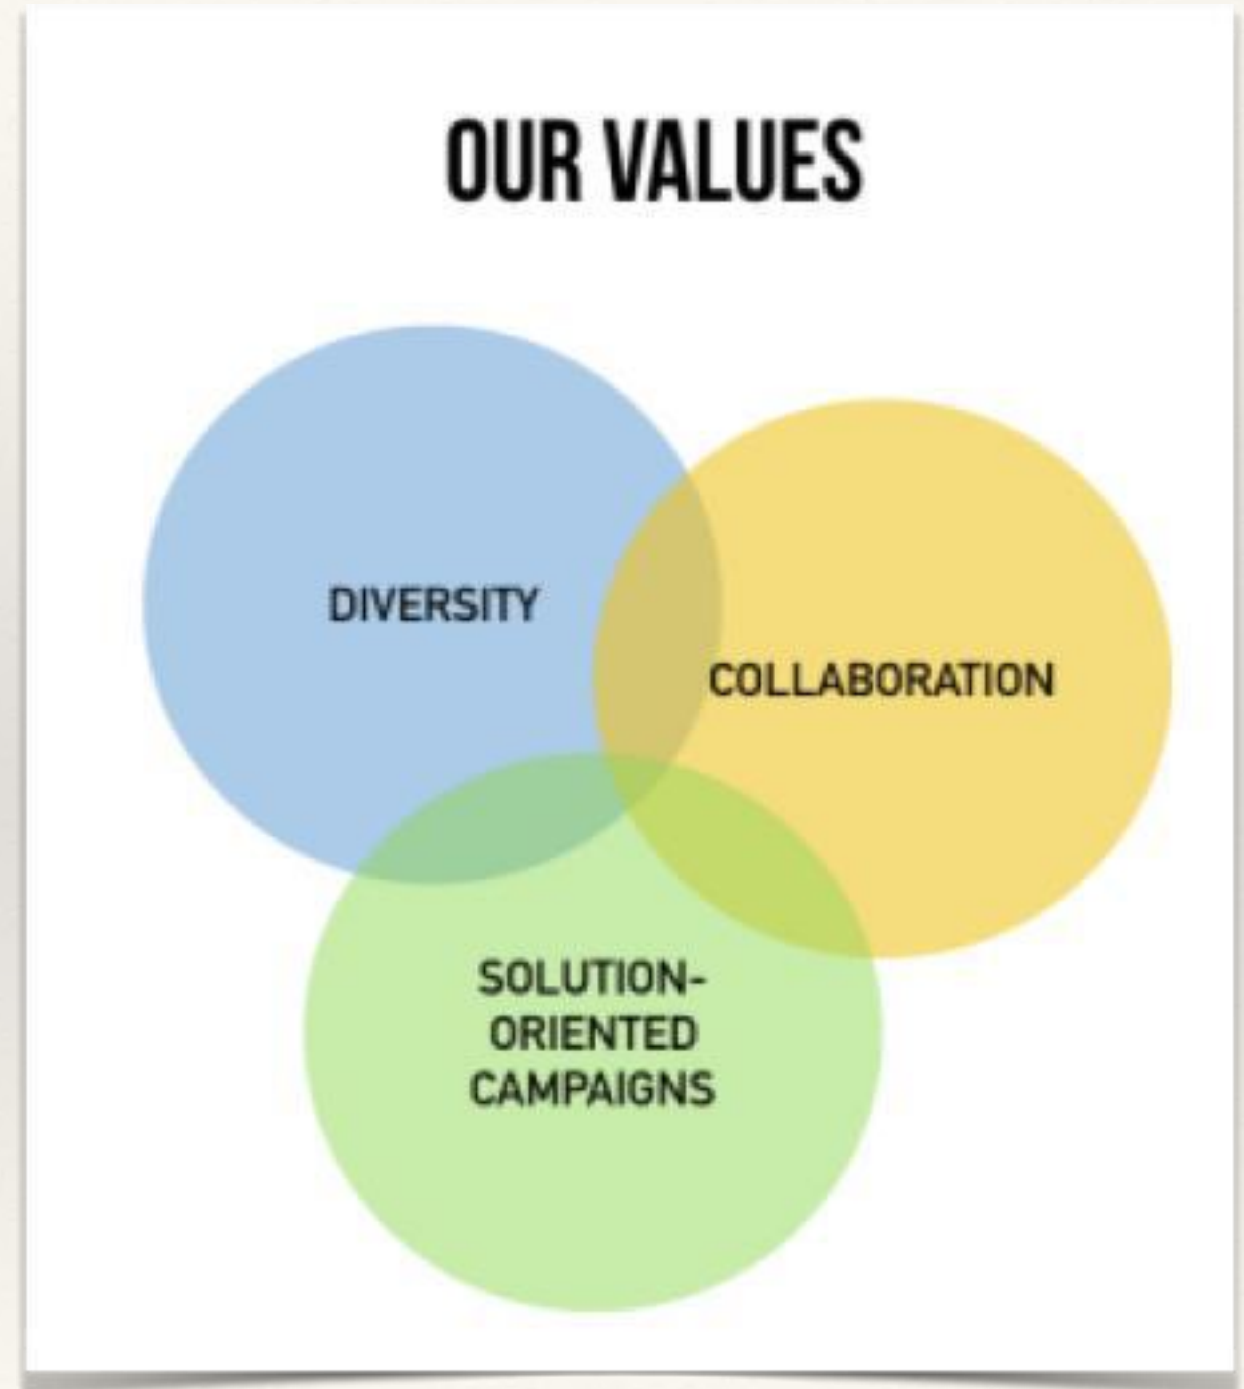 OUR VALUES
DIVERSITY
COLLABORATION
SOLUTION-
ORIENTED
CAMPAIGNS